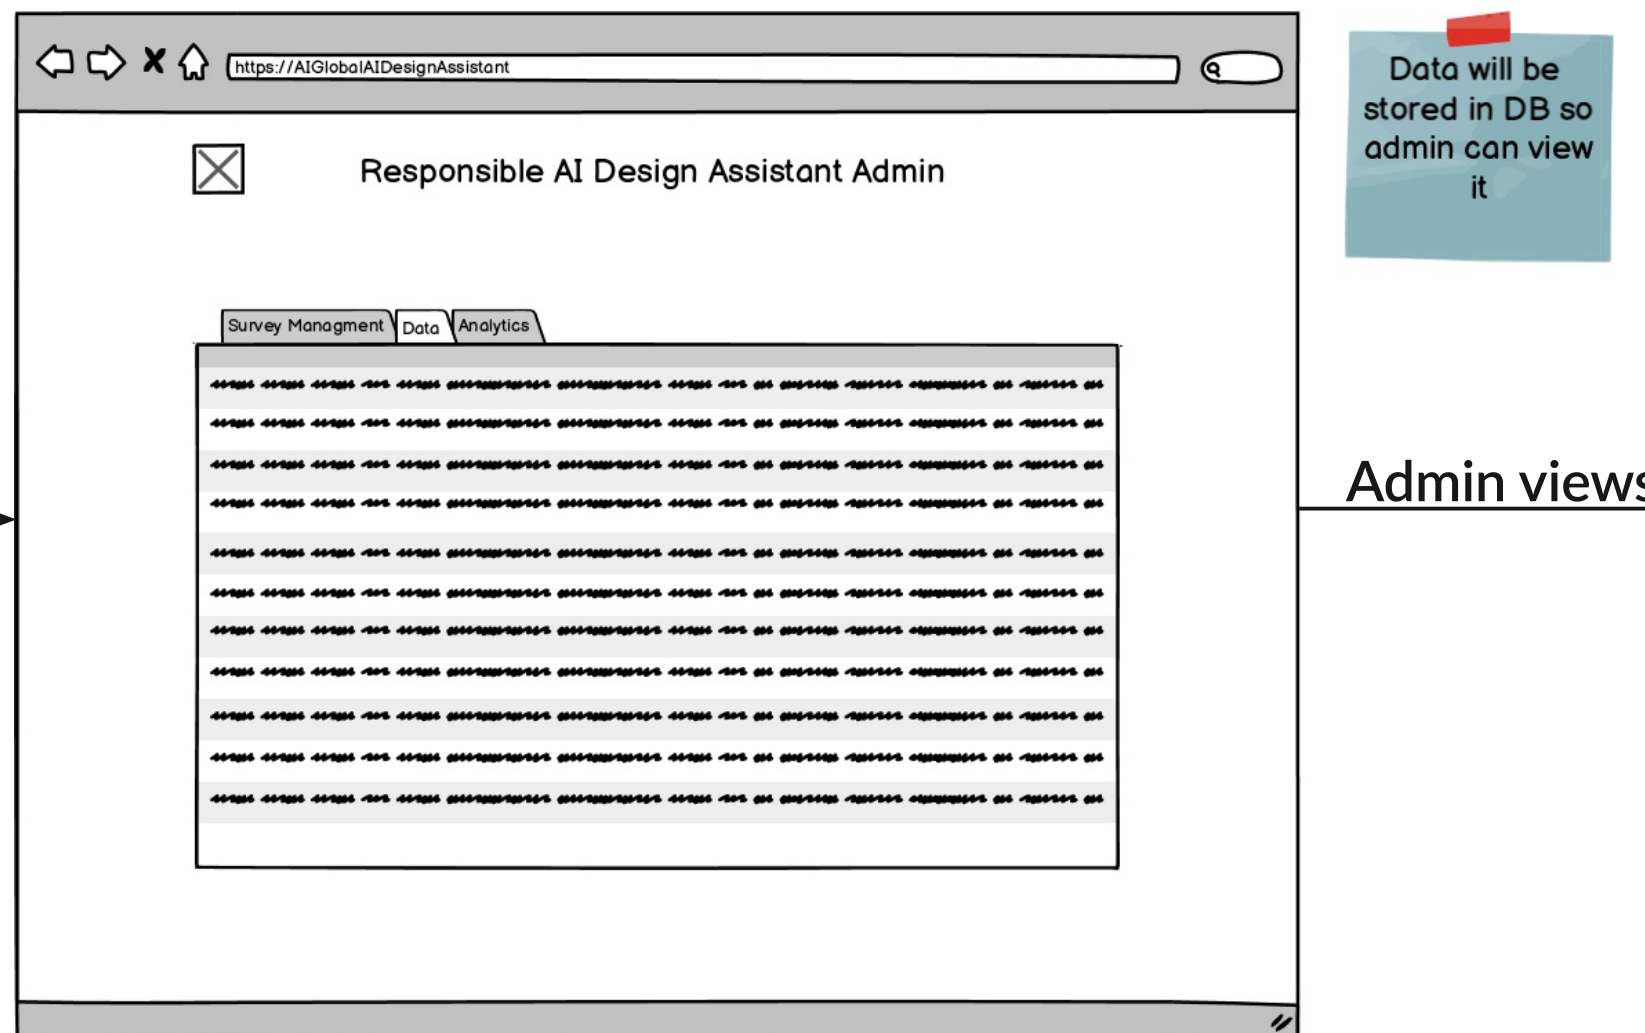 https://AIGlobalAIDesignAssistant
Responsible AI Design Assistant Admin
Survey Managment
Data
Analytics
Data will be
stored in DB so
admin can view
it
Admin views